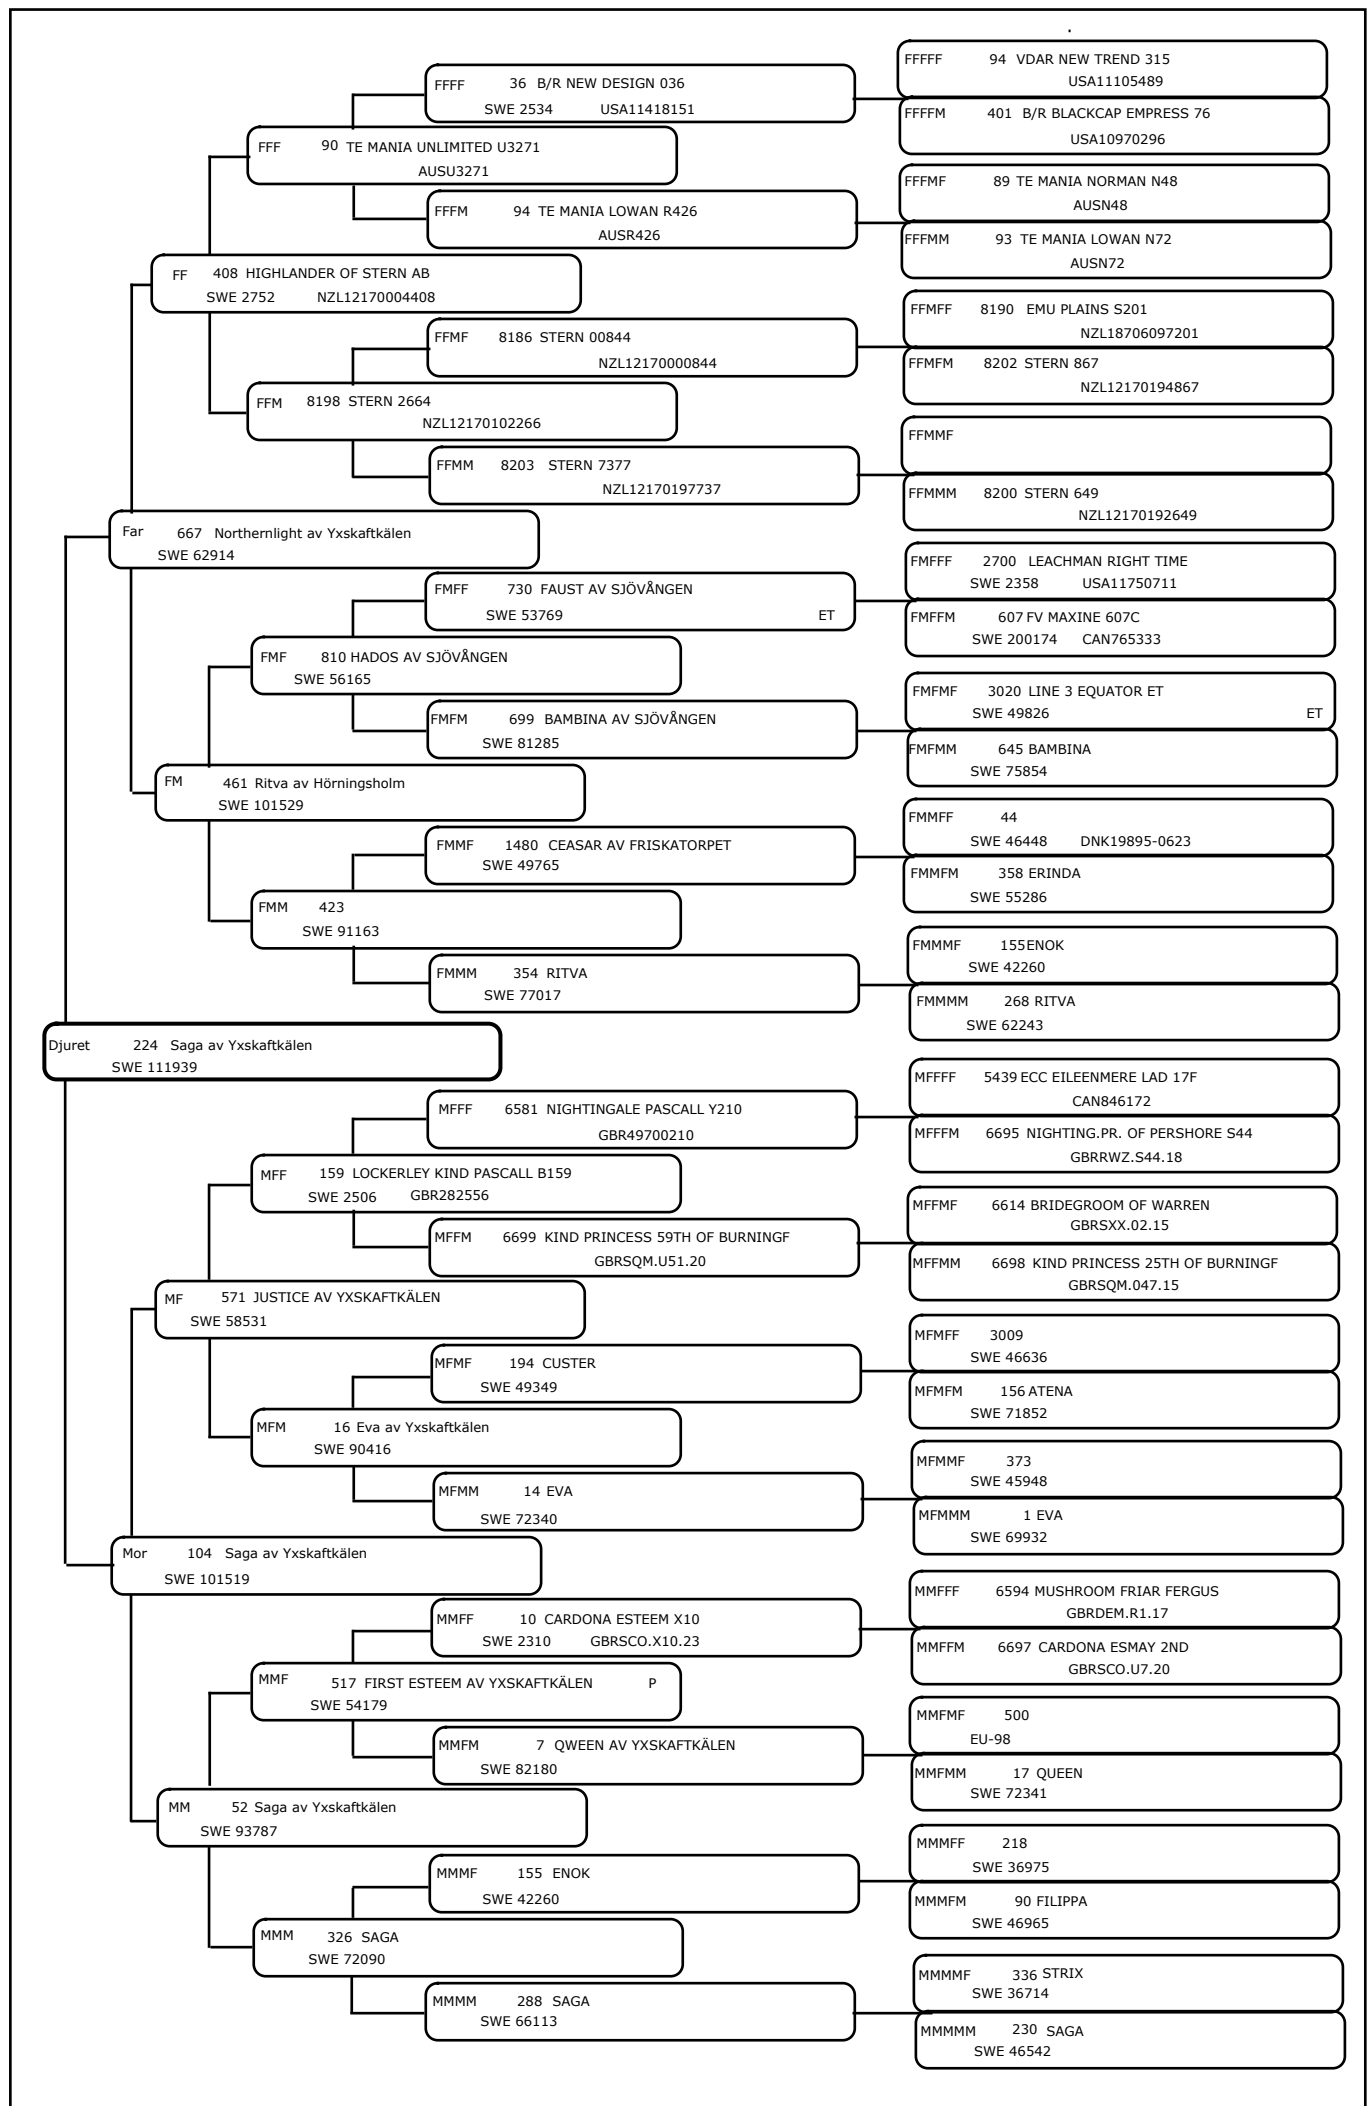 FFFFF 94 VDAR NEW TREND 315
USA11105489
FFFF 36 B/R NEW DESIGN 036
SWE 2534 USA11418151
FFFFM 401 B/R BLACKCAP EMPRESS 76
USA10970296
FFF 90 TE MANIA UNLIMITED U3271
AUSU3271
FFFMF 89 TE MANIA NORMAN N48
AUSN48
FFFM 94 TE MANIA LOWAN R426
AUSR426
FFFMM 93 TE MANIA LOWAN N72
AUSN72
FF 408 HIGHLANDER OF STERN AB
SWE 2752 NZL12170004408
FFMFF 8190 EMU PLAINS S201
NZL18706097201
FFMF 8186 STERN 00844
NZL12170000844
FFMFM 8202 STERN 867
NZL12170194867
FFM 8198 STERN 2664
NZL12170102266
FFMMF
FFMM 8203 STERN 7377
NZL12170197737
FFMMM 8200 STERN 649
NZL12170192649
Far 667 Northernlight av Yxskaftkälen
SWE 62914
FMFFF 2700 LEACHMAN RIGHT TIME
SWE 2358 USA11750711
FMFF 730 FAUST AV SJÖVÅNGEN
SWE 53769 ET
FMFFM 607 FV MAXINE 607C
SWE 200174 CAN765333
FMF 810 HADOS AV SJÖVÅNGEN
SWE 56165
FMFMF 3020 LINE 3 EQUATOR ET
SWE 49826 ET
FMFM 699 BAMBINA AV SJÖVÅNGEN
SWE 81285
FMFMM 645 BAMBINA
SWE 75854
FM 461 Ritva av Hörningsholm
SWE 101529
FMMFF 44
SWE 46448 DNK19895-0623
FMMF 1480 CEASAR AV FRISKATORPET
SWE 49765
FMMFM 358 ERINDA
SWE 55286
FMM 423
SWE 91163
FMMMF 155ENOK
SWE 42260
FMMM 354 RITVA
SWE 77017
FMMMM 268 RITVA
SWE 62243
Djuret 224 Saga av Yxskaftkälen
SWE 111939
MFFFF 5439 ECC EILEENMERE LAD 17F
CAN846172
MFFF 6581 NIGHTINGALE PASCALL Y210
GBR49700210
MFFFM 6695 NIGHTING.PR. OF PERSHORE S44
GBRRWZ.S44.18
MFF 159 LOCKERLEY KIND PASCALL B159
SWE 2506 GBR282556
MFFMF 6614 BRIDEGROOM OF WARREN
GBRSXX.02.15
MFFM 6699 KIND PRINCESS 59TH OF BURNINGF
GBRSQM.U51.20
MFFMM 6698 KIND PRINCESS 25TH OF BURNINGF
GBRSQM.047.15
MF 571 JUSTICE AV YXSKAFTKÄLEN
SWE 58531
MFMFF 3009
SWE 46636
MFMF 194 CUSTER
SWE 49349
MFMFM 156 ATENA
SWE 71852
MFM 16 Eva av Yxskaftkälen
SWE 90416
MFMMF 373
SWE 45948
MFMM 14 EVA
SWE 72340
MFMMM 1 EVA
SWE 69932
Mor 104 Saga av Yxskaftkälen
SWE 101519
MMFFF 6594 MUSHROOM FRIAR FERGUS
GBRDEM.R1.17
MMFF 10 CARDONA ESTEEM X10
SWE 2310 GBRSCO.X10.23
MMFFM 6697 CARDONA ESMAY 2ND
GBRSCO.U7.20
MMF 517 FIRST ESTEEM AV YXSKAFTKÄLEN P
SWE 54179
MMFMF 500
EU-98
MMFM 7 QWEEN AV YXSKAFTKÄLEN
SWE 82180
MMFMM 17 QUEEN
SWE 72341
MM 52 Saga av Yxskaftkälen
SWE 93787
MMMFF 218
SWE 36975
MMMF 155 ENOK
SWE 42260
MMMFM 90 FILIPPA
SWE 46965
MMM 326 SAGA
SWE 72090
MMMMF 336 STRIX
SWE 36714
MMMM 288 SAGA
SWE 66113
MMMMM 230 SAGA
SWE 46542